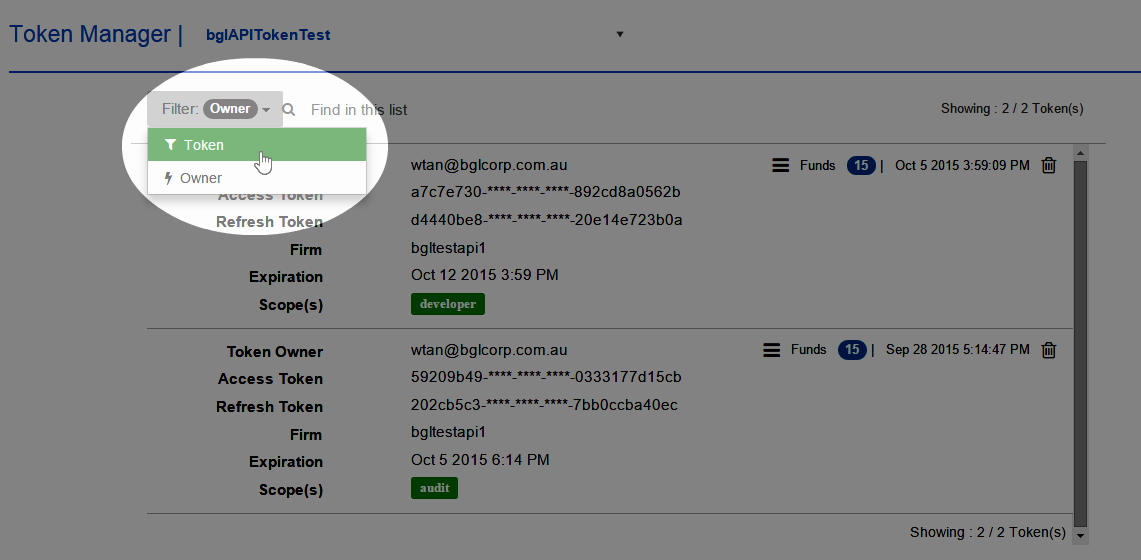 Token Manager | bglAPITokenTest
Filter: Owner Find in this list Showing : 2 / 2 Token(s)
Token
Owner
wtan@bglcorp.com.au Funds 15 | Oct 5 2015 3:59:09 PM
Access Token a7c7e730-****-****-****-892cd8a0562b
Refresh Token d4440be8-****-****-****-20e14e723b0a
Firm bgltestapi1
Expiration Oct 12 2015 3:59 PM
Scope(s) developer
Token Owner wtan@bglcorp.com.au Funds 15 | Sep 28 2015 5:14:47 PM
Access Token 59209b49-****-****-****-0333177d15cb
Refresh Token 202cb5c3-****-****-****-7bb0ccba40ec
Firm bgltestapi1
Expiration Oct 5 2015 6:14 PM
Scope(s) audit
Showing : 2 / 2 Token(s)